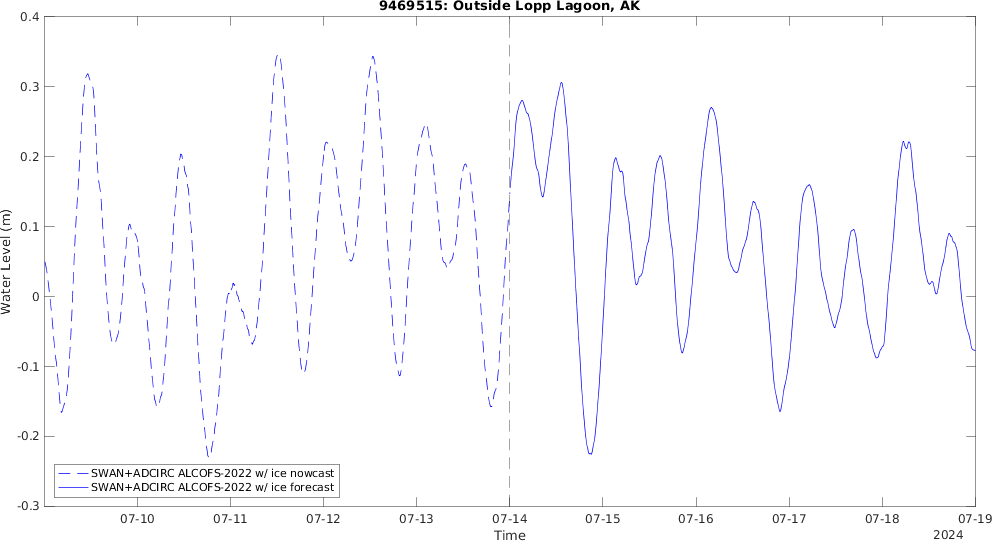 9469515: Outside Lopp Lagoon, AK
0.4
0.3
0.2
0.1
0
-0.1
-0.2
-0.3
Water Level (m)
SWAN+ADCIRC ALCOFS-2022 w/ ice nowcast
SWAN+ADCIRC ALCOFS-2022 w/ ice forecast
07-10 07-11 07-12 07-13 07-14 07-15 07-16 07-17 07-18 07-19
Time
2024